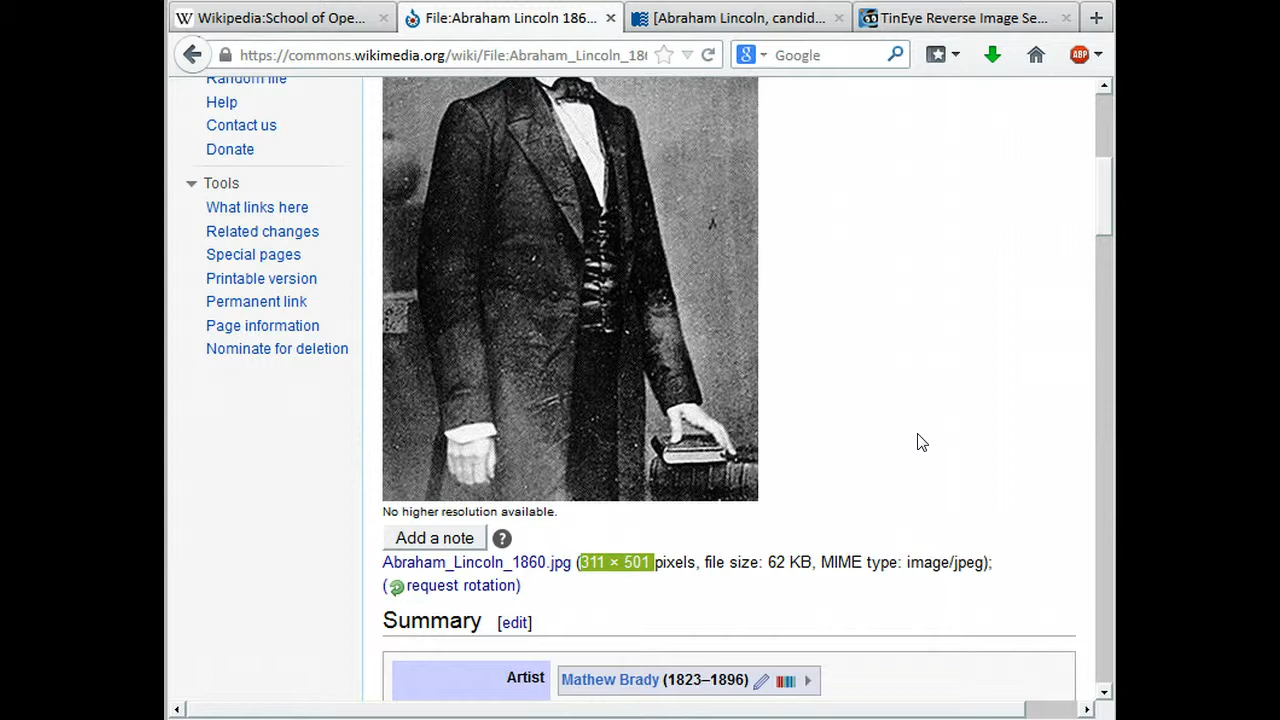 Wikipedia:School of Ope...
File:Abraham Lincoln 186...
[Abraham Lincoln, candid...
TinEye Reverse Image Se...
https://commons.wikimedia.org/wiki/File:Abraham_Lincoln_18
Google
ABP
Random file
Help
Contact us
Donate
Tools
What links here
Related changes
Special pages
Printable version
Permanent link
Page information
Nominate for deletion
No higher resolution available.
Add a note ?
Abraham_Lincoln_1860.jpg (311 × 501 pixels, file size: 62 KB, MIME type: image/jpeg);
(request rotation)
Summary [edit]
Artist Mathew Brady (1823–1896)